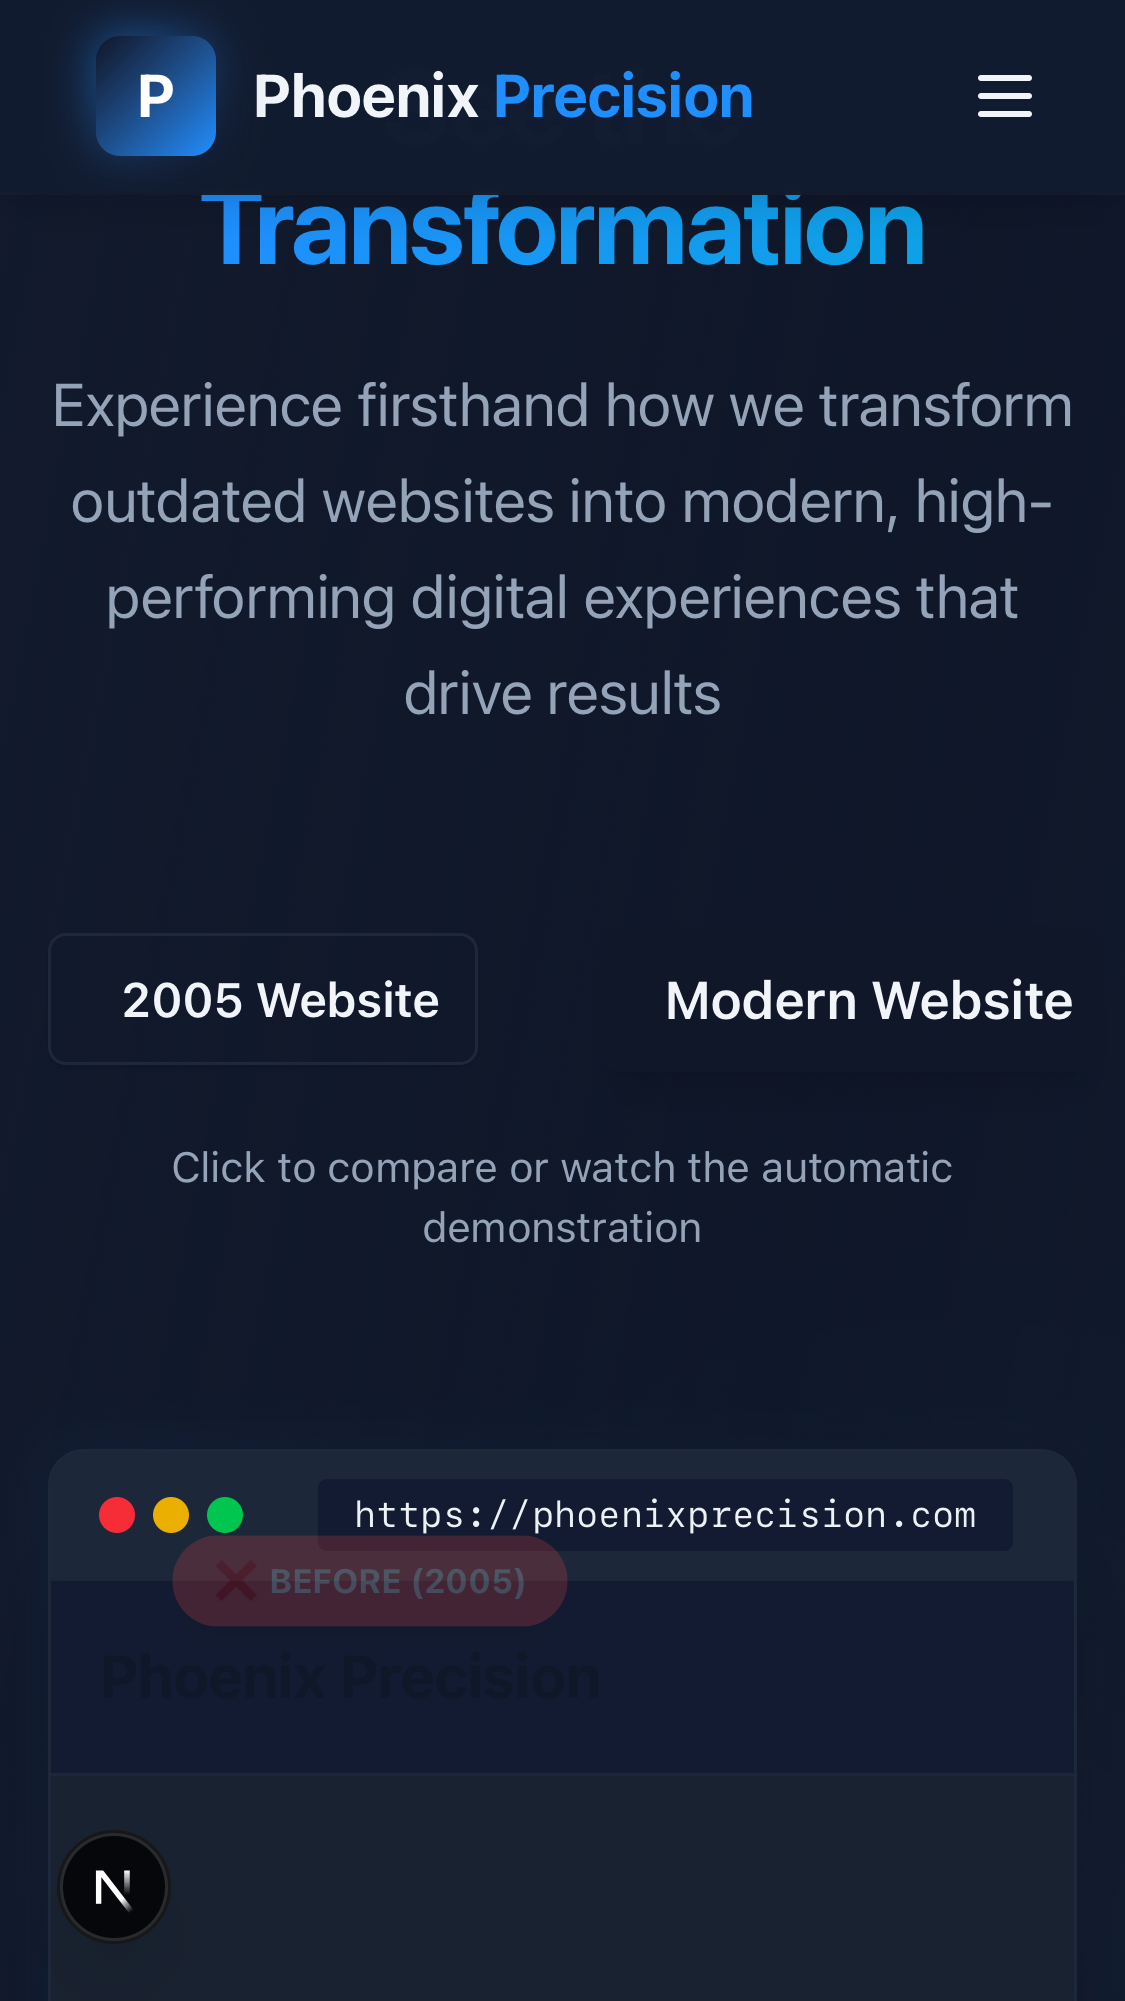 P
Phoenix Precision
Transformation
Experience firsthand how we transform
outdated websites into modern, high-
performing digital experiences that
drive results
2005 Website
Modern Website
Click to compare or watch the automatic
demonstration
https://phoenixprecision.com
❌ BEFORE (2005)
Phoenix Precision
N